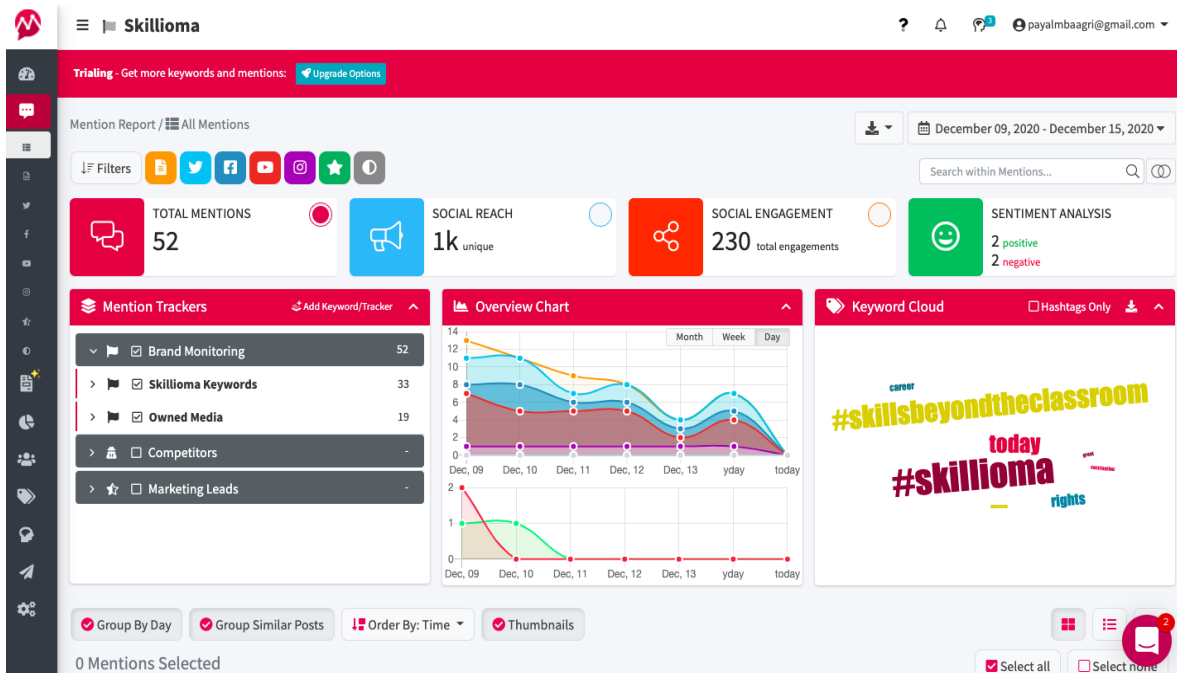 Skillioma
?
3
payalmbaagri@gmail.com
Trialing - Get more keywords and mentions: Upgrade Options
Mention Report / All Mentions
December 09, 2020 - December 15, 2020
Filters
Search within Mentions...
TOTAL MENTIONS
52
SOCIAL REACH
1k unique
SOCIAL ENGAGEMENT
230 total engagements
SENTIMENT ANALYSIS
2 positive
2 negative
Mention Trackers
Add Keyword/Tracker
Brand Monitoring 52
Skillioma Keywords 33
Owned Media 19
Competitors -
Marketing Leads -
Overview Chart
Month Week Day
14
12
10
8
6
4
2
0
Dec, 09 Dec, 10 Dec, 11 Dec, 12 Dec, 13 yday today
2
1
0
Dec, 09 Dec, 10 Dec, 11 Dec, 12 Dec, 13 yday today
Keyword Cloud
Hashtags Only
career
#skillsbeyondtheclassroom
today
great
#skillioma
rights
Group By Day
Group Similar Posts
Order By: Time
Thumbnails
2
0 Mentions Selected
Select all
Select none